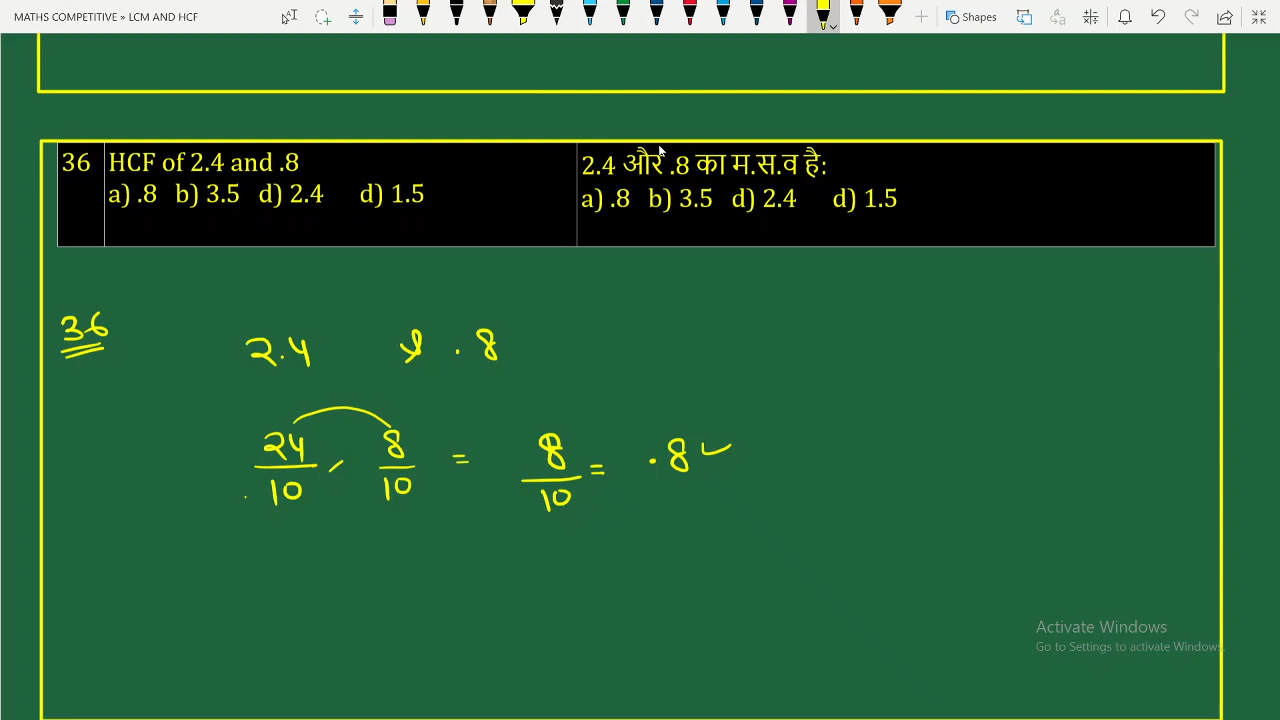 MATHS COMPETITIVE » LCM AND HCF
Shapes
36
HCF of 2.4 and .8
a) .8 b) 3.5 d) 2.4 d) 1.5
2.4 और .8 का म.स.व है:
a) .8 b) 3.5 d) 2.4 d) 1.5
36
2.4 & .8
24/10, 8/10 = 8/10 = .8
Activate Windows
Go to Settings to activate Windows.